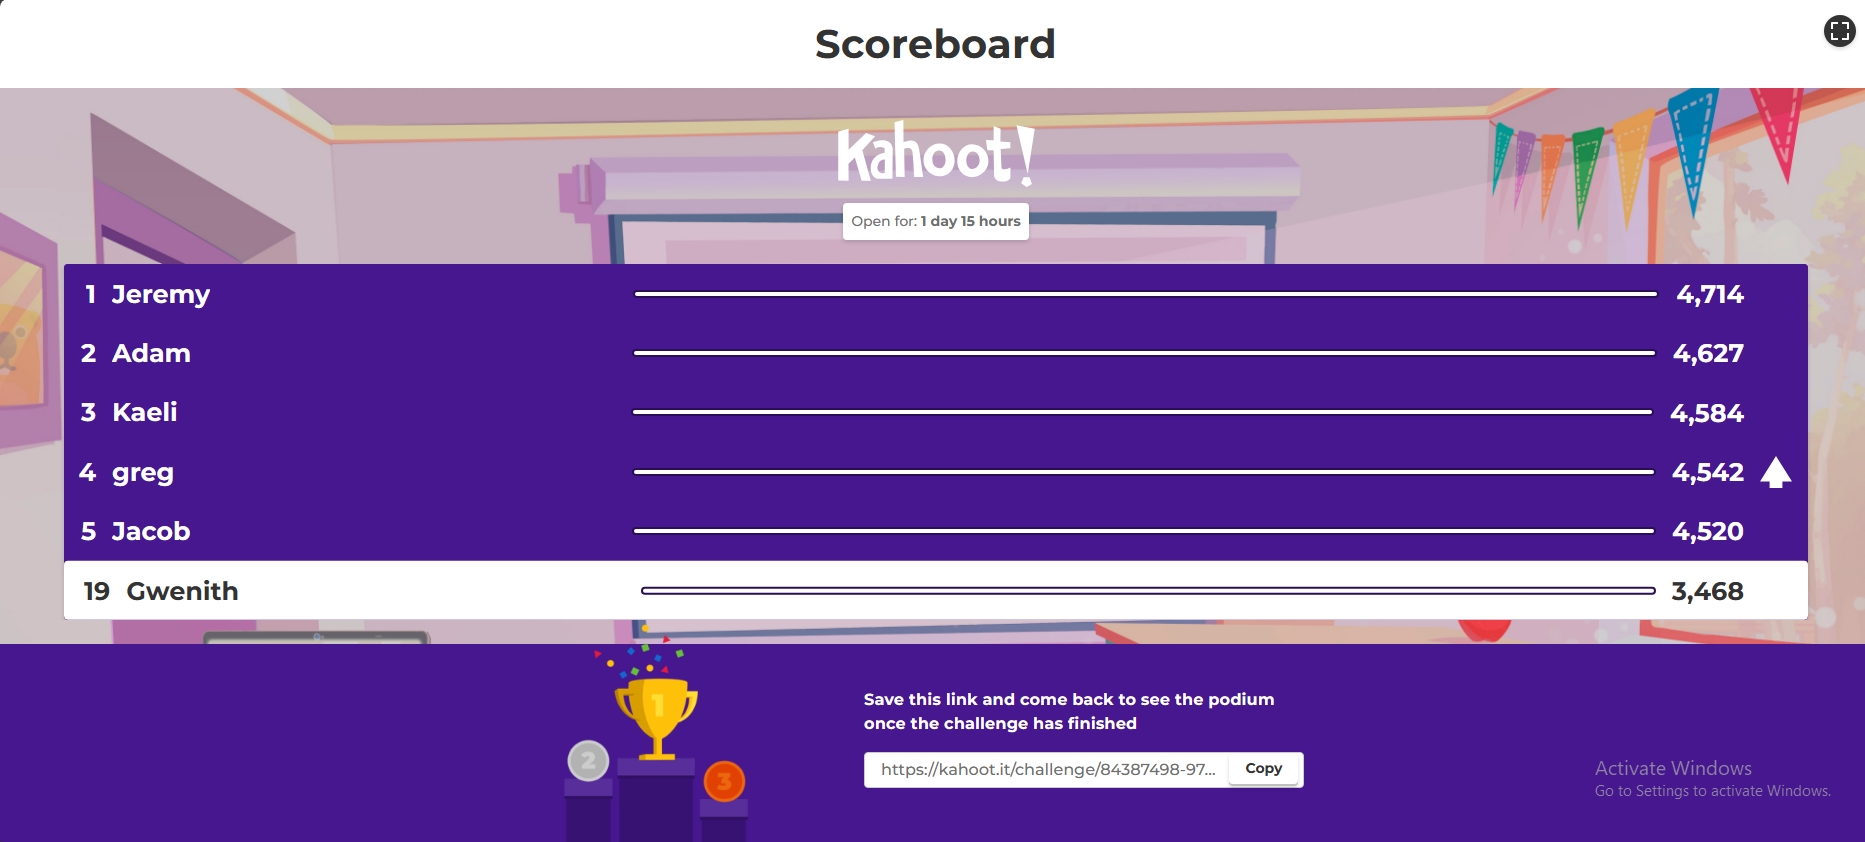 Scoreboard
Kahoot!
Open for: 1 day 15 hours
1 Jeremy 4,714
2 Adam 4,627
3 Kaeli 4,584
4 greg 4,542
5 Jacob 4,520
19 Gwenith 3,468
1
2
3
Save this link and come back to see the podium
once the challenge has finished
https://kahoot.it/challenge/84387498-97... Copy
Activate Windows
Go to Settings to activate Windows.